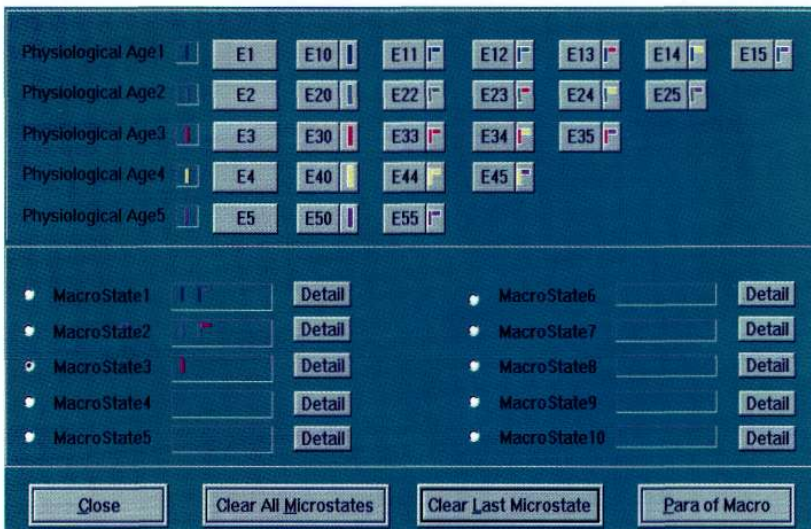 Physiological Age1 E1 E10 E11 E12 E13 E14 E15
Physiological Age2 E2 E20 E22 E23 E24 E25
Physiological Age3 E3 E30 E33 E34 E35
Physiological Age4 E4 E40 E44 E45
Physiological Age5 E5 E50 E55
MacroState1 Detail MacroState6 Detail
MacroState2 Detail MacroState7 Detail
MacroState3 Detail MacroState8 Detail
MacroState4 Detail MacroState9 Detail
MacroState5 Detail MacroState10 Detail
Close Clear All Microstates Clear Last Microstate Para of Macro